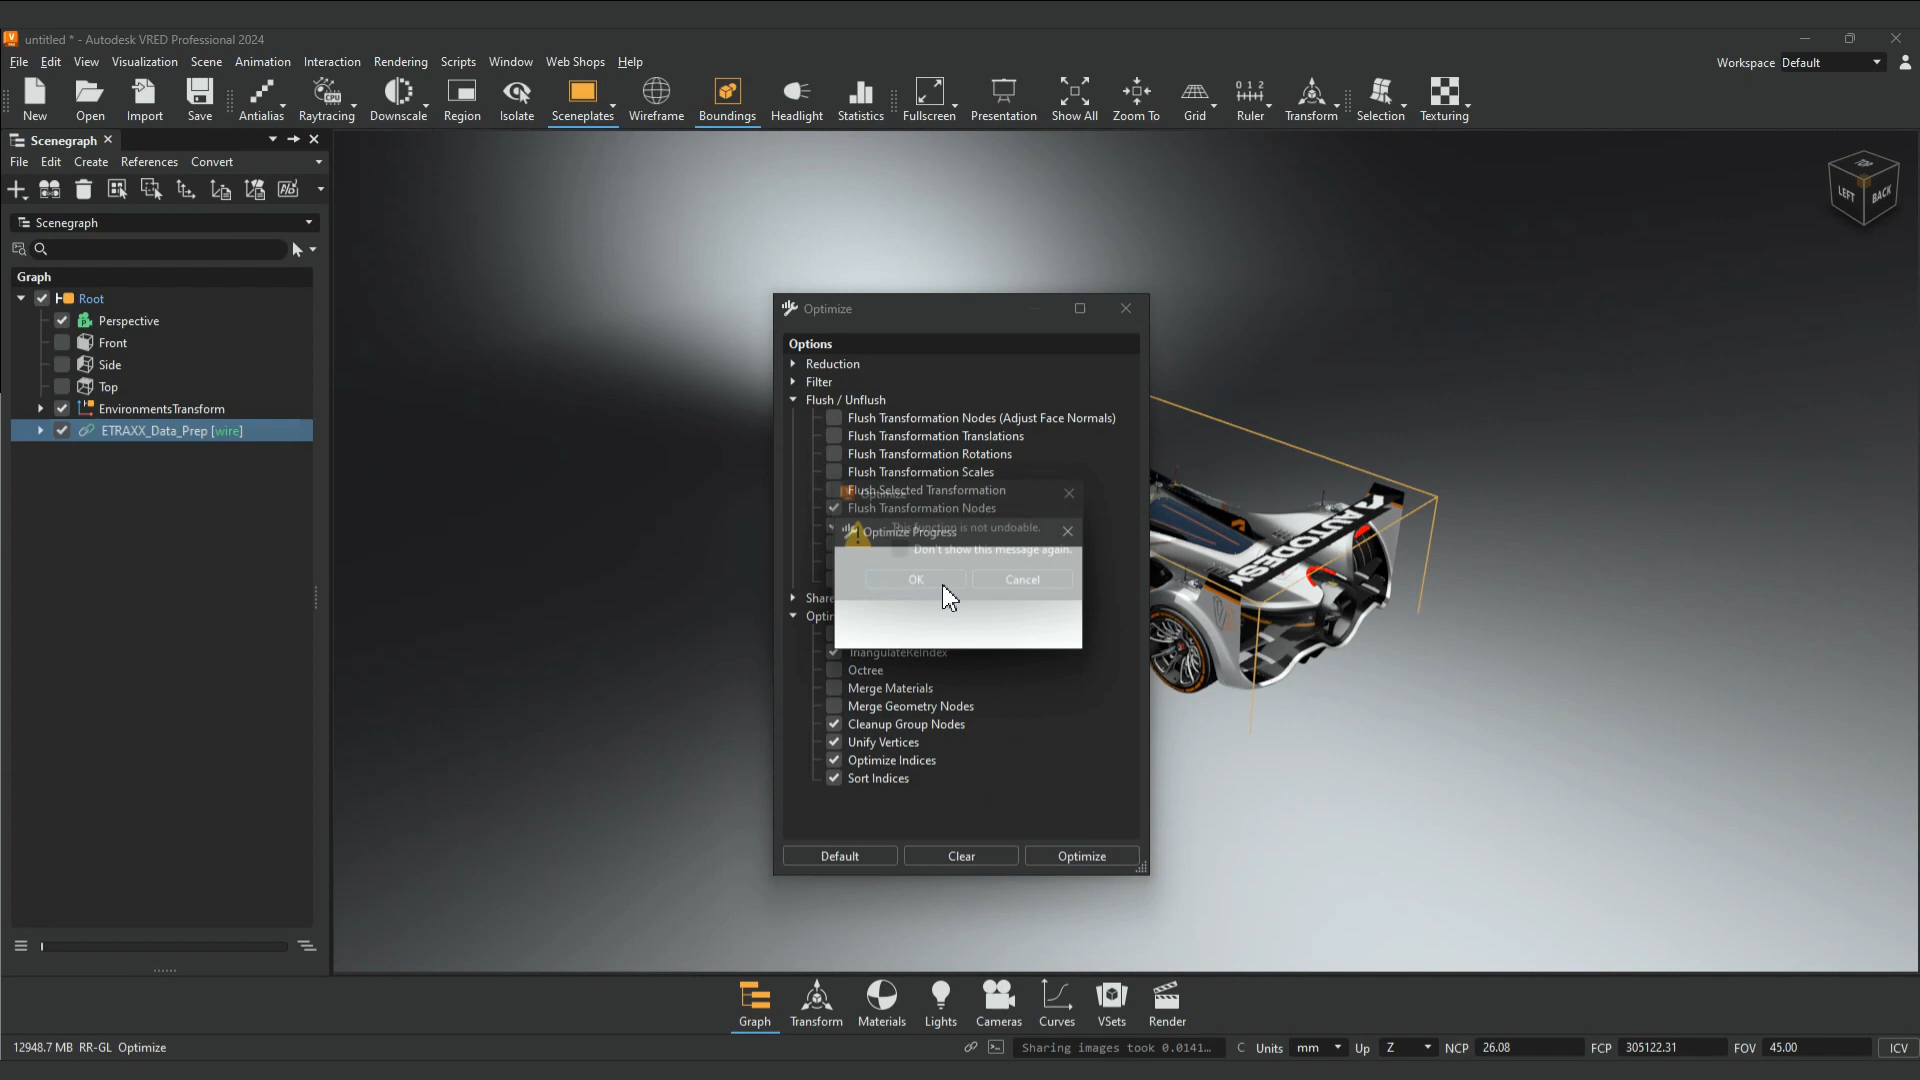 untitled * - Autodesk VRED Professional 2024
File Edit View Visualization Scene Animation Interaction Rendering Scripts Window Web Shops Help
Workspace Default
New Open Import Save Antialias Raytracing Downscale Region Isolate Sceneplates Wireframe Boundings Headlight Statistics Fullscreen Presentation Show All Zoom To Grid Ruler Transform Selection Texturing
Scenegraph
File Edit Create References Convert
Scenegraph
Graph
Root
Perspective
Front
Side
Top
EnvironmentsTransform
ETRAXX_Data_Prep [wire]
TOP
LEFT BACK
Optimize
Options
Reduction
Filter
Flush / Unflush
Flush Transformation Nodes (Adjust Face Normals)
Flush Transformation Translations
Flush Transformation Rotations
Flush Transformation Scales
Flush Selected Transformation
Optimize
Flush Transformation Nodes
This function is not undoable.
Optimize Progress
Don't show this message again.
OK Cancel
TriangulateReIndex
Octree
Merge Materials
Merge Geometry Nodes
Cleanup Group Nodes
Unify Vertices
Optimize Indices
Sort Indices
Default Clear Optimize
AUTODESK
Graph Transform Materials Lights Cameras Curves VSets Render
12948.7 MB RR-GL Optimize
Sharing images took 0.0141...
C Units mm Up Z NCP 26.08 FCP 305122.31 FOV 45.00 ICV